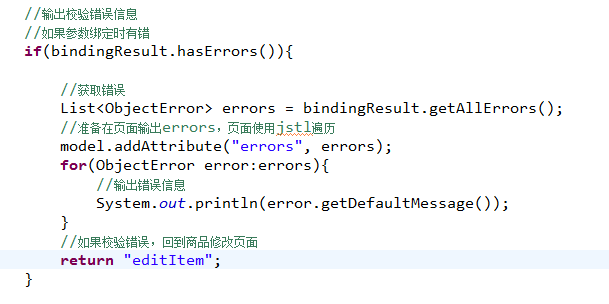 //输出校验错误信息
//如果参数绑定时有错
if(bindingResult.hasErrors()){
//获取错误
List<ObjectError> errors = bindingResult.getAllErrors();
//准备在页面输出errors，页面使用jstl遍历
model.addAttribute("errors", errors);
for(ObjectError error:errors){
//输出错误信息
System.out.println(error.getDefaultMessage());
}
//如果校验错误，回到商品修改页面
return "editItem";
}